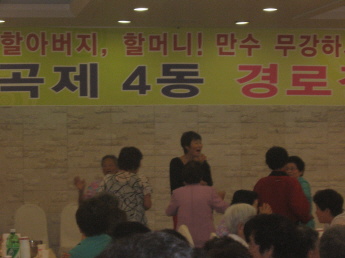 할아버지, 할머니! 만수 무강하
곡제 4동 경로